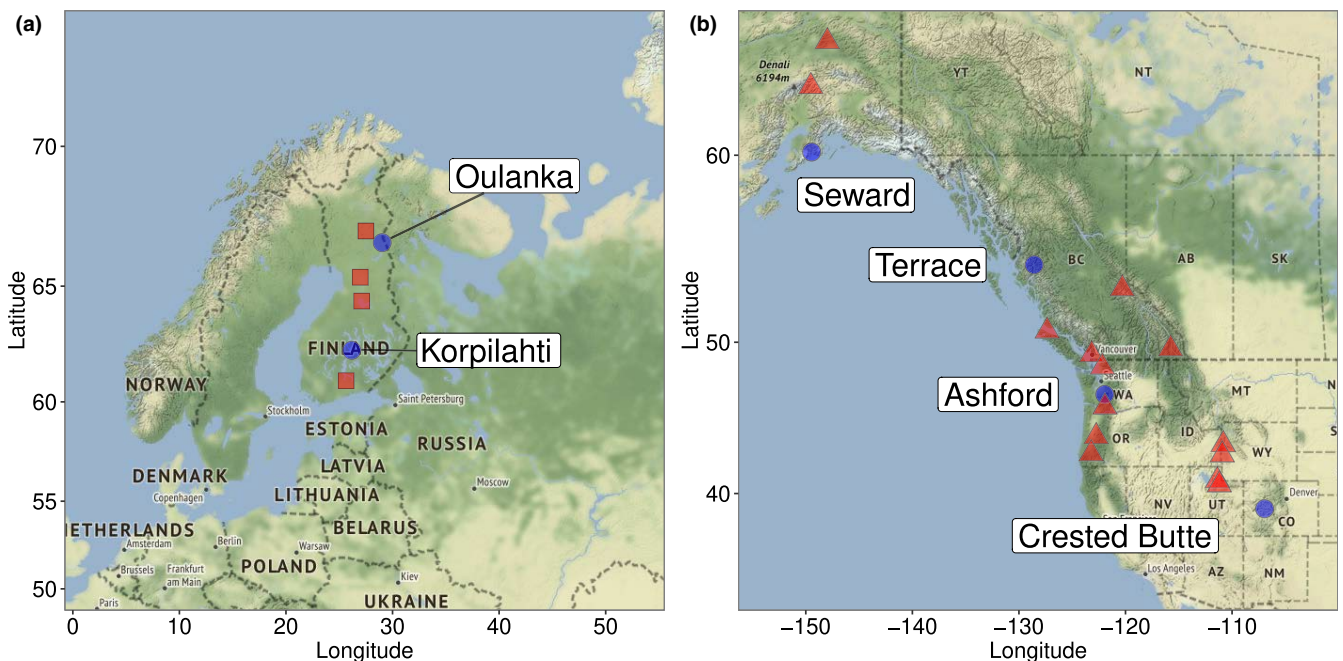 (a)
Oulanka
Korpilahti
FINLAND
NORWAY
Stockholm
Saint Petersburg
ESTONIA
RUSSIA
LATVIA
DENMARK
Copenhagen
Moscow
LITHUANIA
ETHERLANDS
BELARUS
Amsterdam
Berlin
Warsaw
POLAND
Brussels
Frankfurt
am Main
Kiev
UKRAINE
Paris
70
65
60
55
50
Latitude
0 10 20 30 40 50
Longitude
(b)
Denali
6194m
YT
NT
Seward
Terrace
BC
AB
SK
Vancouver
Seattle
Ashford
WA
MT
N
OR
ID
WY
S
NV
UT
Denver
CO
Crested Butte
Los Angeles
AZ
NM
60
50
40
Latitude
−150 −140 −130 −120 −110
Longitude